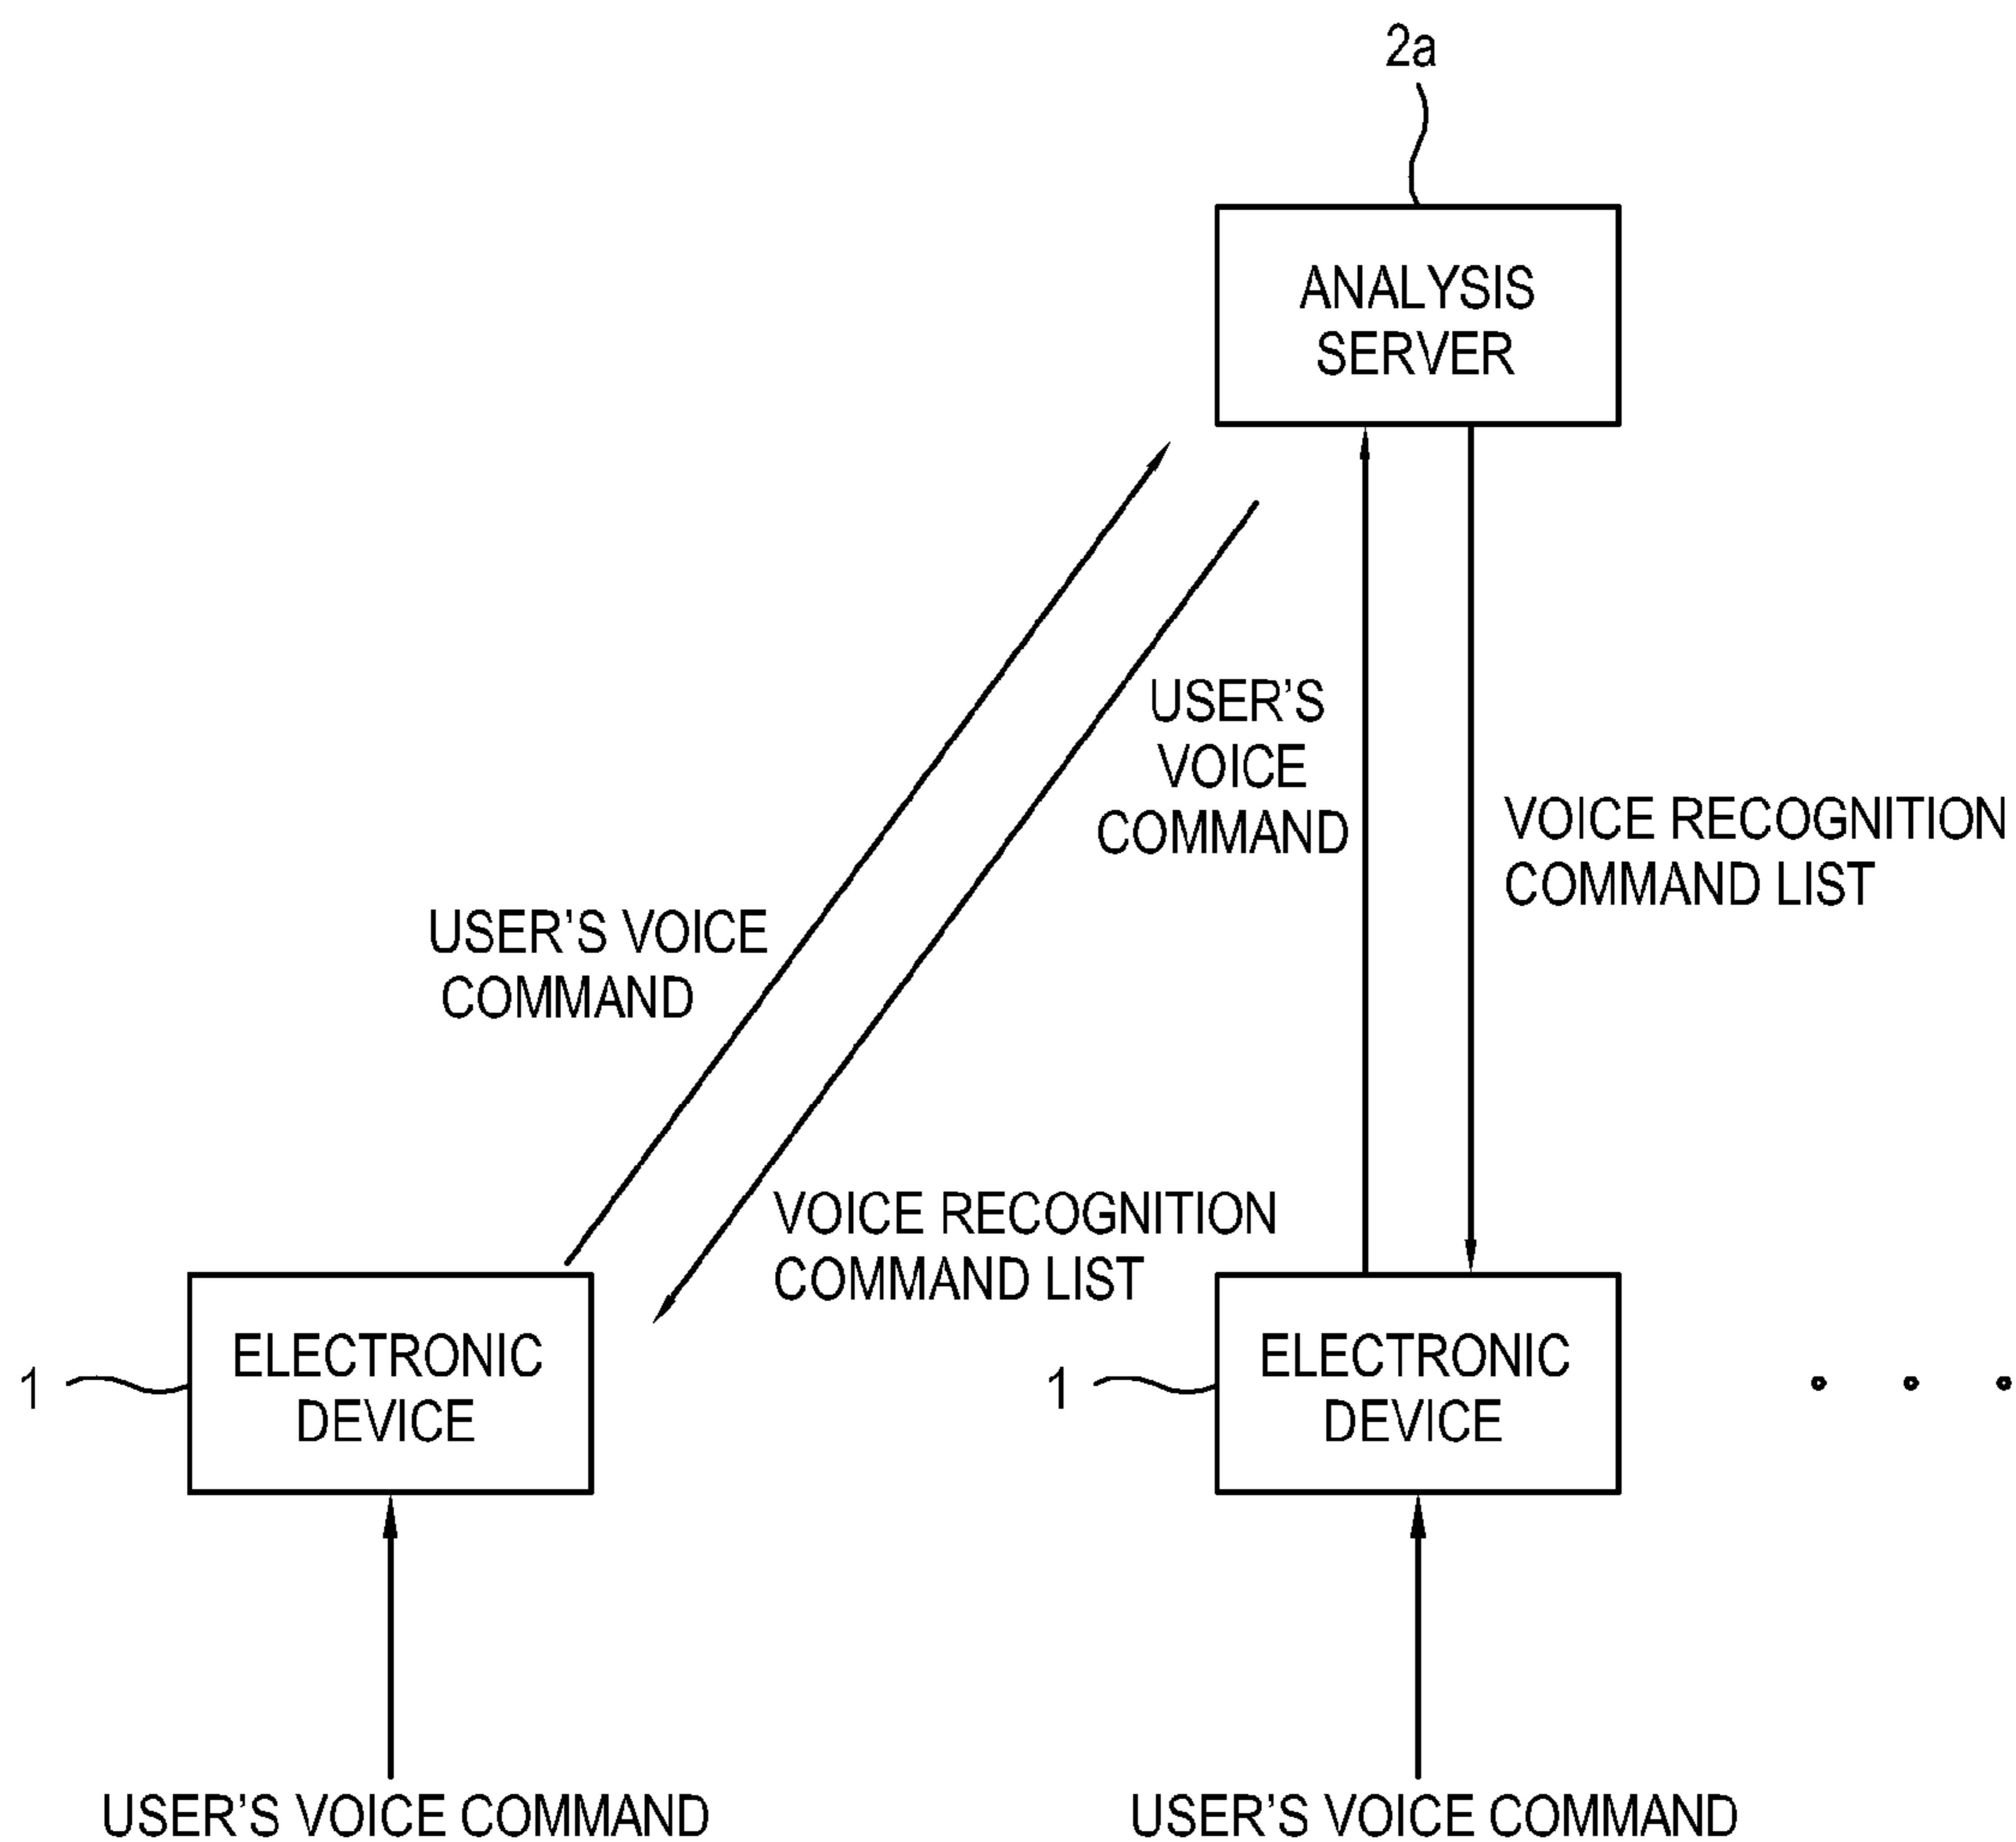 2a
ANALYSIS
SERVER
USER'S
VOICE
COMMAND
VOICE RECOGNITION
COMMAND LIST
USER'S VOICE
COMMAND
VOICE RECOGNITION
COMMAND LIST
1
ELECTRONIC
DEVICE
1
ELECTRONIC
DEVICE
USER'S VOICE COMMAND
USER'S VOICE COMMAND